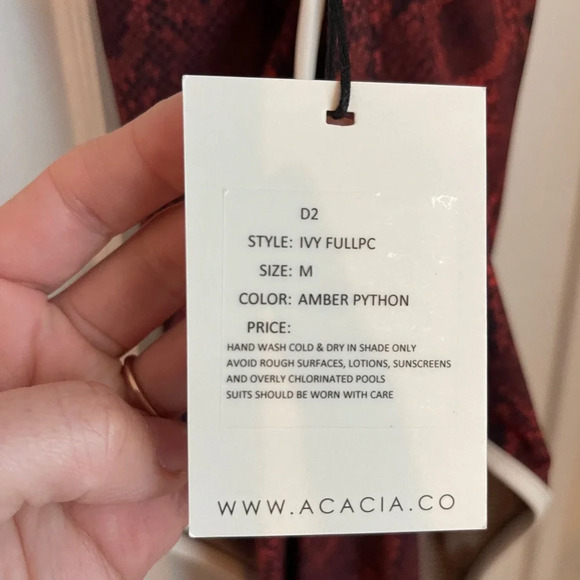 D2
STYLE: IVY FULLPC
SIZE: M
COLOR: AMBER PYTHON
PRICE:
HAND WASH COLD & DRY IN SHADE ONLY
AVOID ROUGH SURFACES, LOTIONS, SUNSCREENS
AND OVERLY CHLORINATED POOLS
SUITS SHOULD BE WORN WITH CARE
WWW.ACACIA.CO